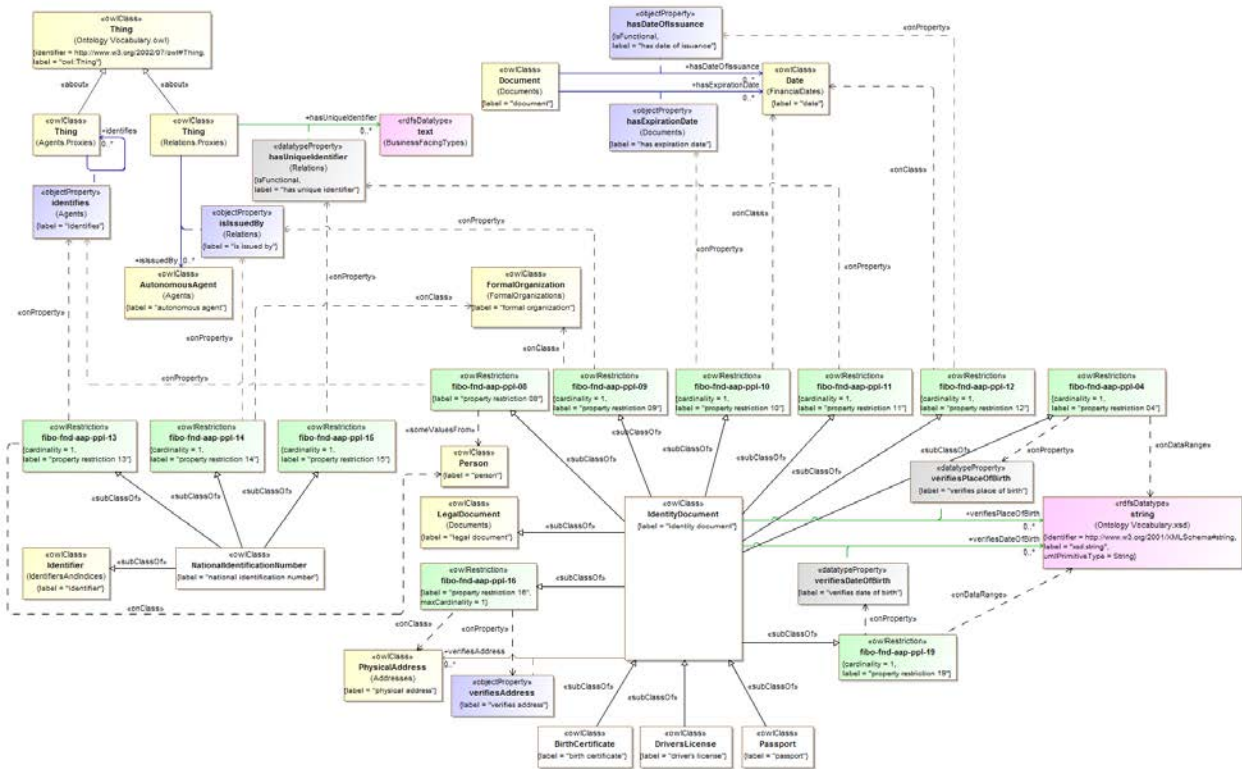 «owlClass»
Thing
(Ontology Vocabulary.owl)
{identifier = http://www.w3.org/2002/07/owl#Thing,
label = "owl:Thing"}
«objectProperty»
hasDateOfIssuance
{isFunctional,
label = "has date of issuance"}
«onProperty»
«owlClass»
Document
(Documents)
{label = "document"}
+hasDateOfIssuance
0..*
+hasExpirationDate
0..*
«owlClass»
Date
(FinancialDates)
{label = "date"}
«about»
«about»
«owlClass»
Thing
(Agents.Proxies)
+identifies
0..*
«owlClass»
Thing
(Relations.Proxies)
+hasUniqueIdentifier
0..*
«rdfsDatatype»
text
(BusinessFacingTypes)
«objectProperty»
hasExpirationDate
(Documents)
{label = "has expiration date"}
«datatypeProperty»
hasUniqueIdentifier
(Relations)
{isFunctional,
label = "has unique identifier"}
«onClass»
«objectProperty»
identifies
(Agents)
{label = "identifies"}
«objectProperty»
isIssuedBy
(Relations)
{label = "is issued by"}
«onProperty»
«onClass»
+isIssuedBy 0..*
«owlClass»
AutonomousAgent
(Agents)
{label = "autonomous agent"}
«onProperty»
«onProperty»
«onProperty»
«owlClass»
FormalOrganization
(FormalOrganizations)
{label = "formal organization"}
«onClass»
«onProperty»
«onProperty»
«onClass»
«onProperty»
«owlRestriction»
fibo-fnd-aap-ppl-08
{cardinality = 1,
label = "property restriction 08"}
«owlRestriction»
fibo-fnd-aap-ppl-09
{cardinality = 1,
label = "property restriction 09"}
«owlRestriction»
fibo-fnd-aap-ppl-10
{cardinality = 1,
label = "property restriction 10"}
«owlRestriction»
fibo-fnd-aap-ppl-11
{cardinality = 1,
label = "property restriction 11"}
«owlRestriction»
fibo-fnd-aap-ppl-12
{cardinality = 1,
label = "property restriction 12"}
«owlRestriction»
fibo-fnd-aap-ppl-04
{cardinality = 1,
label = "property restriction 04"}
«owlRestriction»
fibo-fnd-aap-ppl-13
{cardinality = 1,
label = "property restriction 13"}
«owlRestriction»
fibo-fnd-aap-ppl-14
{cardinality = 1,
label = "property restriction 14"}
«owlRestriction»
fibo-fnd-aap-ppl-15
{cardinality = 1,
label = "property restriction 15"}
«someValuesFrom»
«subClassOf»
«subClassOf»
«subClassOf»
«subClassOf»
«subClassOf»
«subClassOf»
«onProperty»
«onDataRange»
«owlClass»
Person
{label = "person"}
«datatypeProperty»
verifiesPlaceOfBirth
{label = "verifies place of birth"}
«subClassOf»
«subClassOf»
«subClassOf»
«owlClass»
LegalDocument
(Documents)
{label = "legal document"}
«subClassOf»
«owlClass»
IdentityDocument
{label = "identity document"}
+verifiesPlaceOfBirth
0..*
+verifiesDateOfBirth
0..*
«rdfsDatatype»
string
(Ontology Vocabulary.xsd)
{identifier = http://www.w3.org/2001/XMLSchema#string,
label = "xsd:string",
umlPrimitiveType = String}
«owlClass»
Identifier
(IdentifiersAndIndices)
{label = "identifier"}
«subClassOf»
«owlClass»
NationalIdentificationNumber
{label = "national identification number"}
«owlRestriction»
fibo-fnd-aap-ppl-16
{label = "property restriction 16",
maxCardinality = 1}
«subClassOf»
«datatypeProperty»
verifiesDateOfBirth
{label = "verifies date of birth"}
«onClass»
«onClass»
«onProperty»
«onProperty»
«onDataRange»
«subClassOf»
«owlRestriction»
fibo-fnd-aap-ppl-19
{cardinality = 1,
label = "property restriction 19"}
«owlClass»
PhysicalAddress
(Addresses)
{label = "physical address"}
+verifiesAddress
0..*
«objectProperty»
verifiesAddress
{label = "verifies address"}
«subClassOf»
«subClassOf»
«subClassOf»
«owlClass»
BirthCertificate
{label = "birth certificate"}
«owlClass»
DriversLicense
{label = "drivers license"}
«owlClass»
Passport
{label = "passport"}